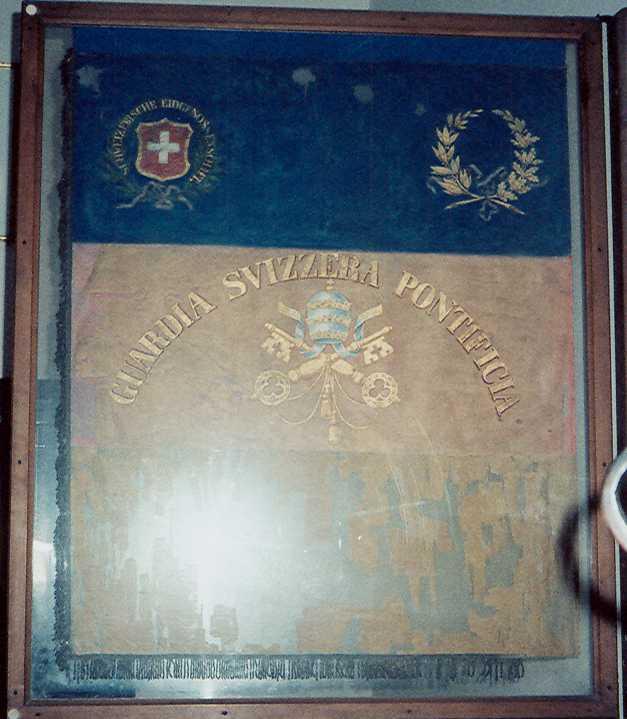 SCHWEIZERISCHE EIDGENOSSENSCHAFT
GUARDIA SVIZZERA PONTIFICIA